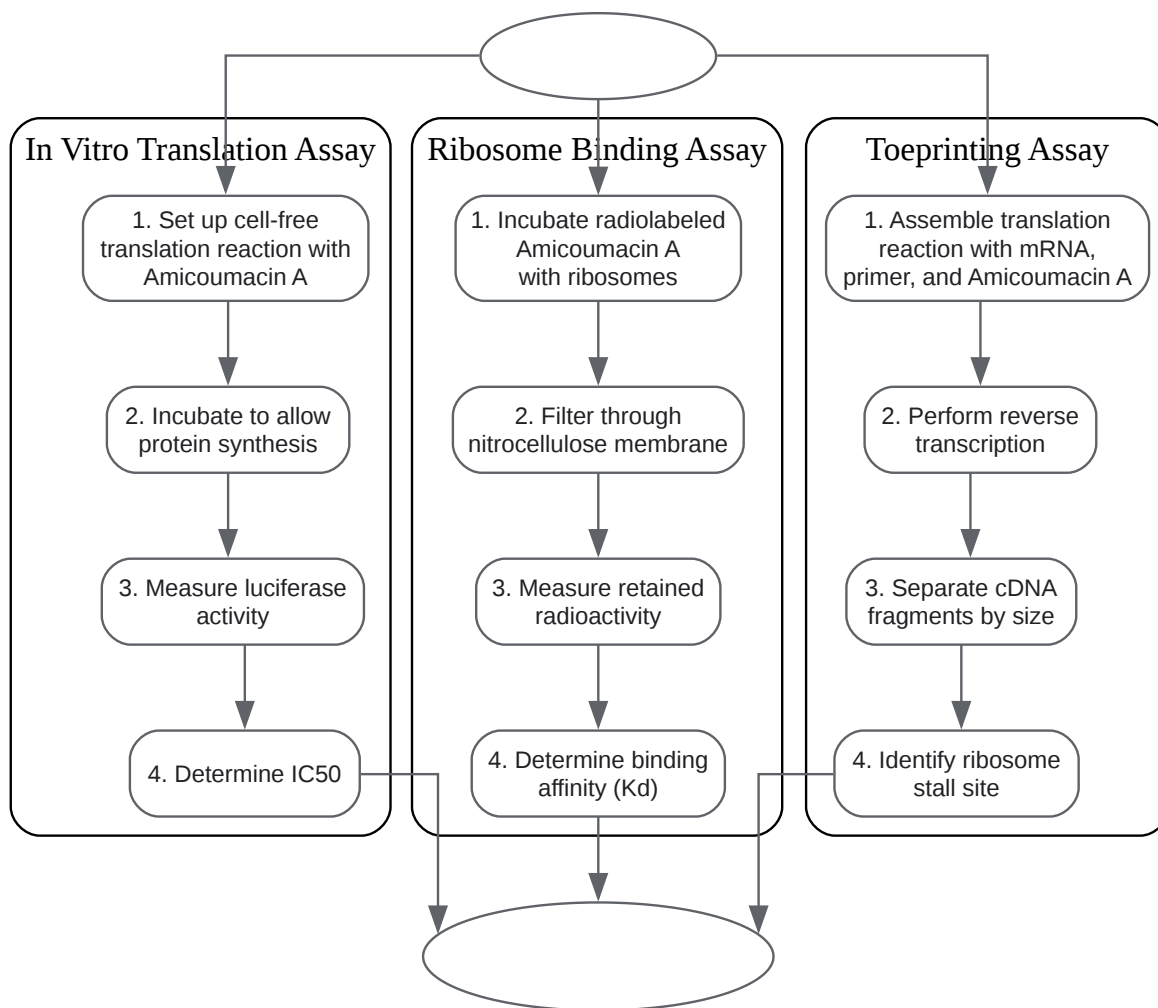 In Vitro Translation Assay
1. Set up cell-free
translation reaction with
Amicoumacin A
2. Incubate to allow
protein synthesis
3. Measure luciferase
activity
4. Determine IC50
Ribosome Binding Assay
1. Incubate radiolabeled
Amicoumacin A
with ribosomes
2. Filter through
nitrocellulose membrane
3. Measure retained
radioactivity
4. Determine binding
affinity (Kd)
Toeprinting Assay
1. Assemble translation
reaction with mRNA,
primer, and Amicoumacin A
2. Perform reverse
transcription
3. Separate cDNA
fragments by size
4. Identify ribosome
stall site